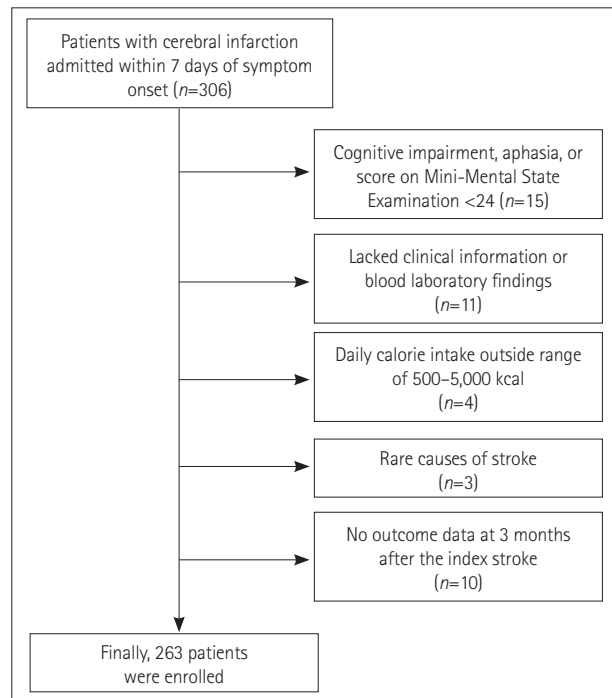 Patients with cerebral infarction
admitted within 7 days of symptom
onset (n=306)
Cognitive impairment, aphasia, or
score on Mini-Mental State
Examination <24 (n=15)
Lacked clinical information or
blood laboratory findings
(n=11)
Daily calorie intake outside range
of 500–5,000 kcal
(n=4)
Rare causes of stroke
(n=3)
No outcome data at 3 months
after the index stroke
(n=10)
Finally, 263 patients
were enrolled